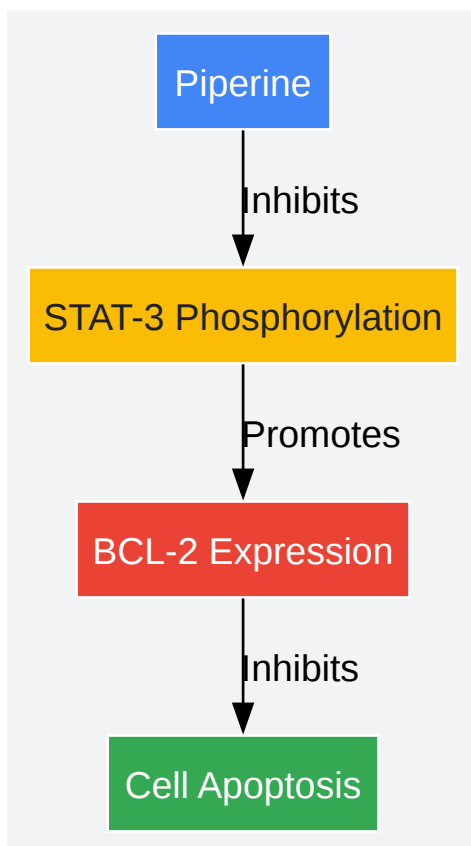 Piperine
Inhibits
STAT-3 Phosphorylation
Promotes
BCL-2 Expression
Inhibits
Cell Apoptosis